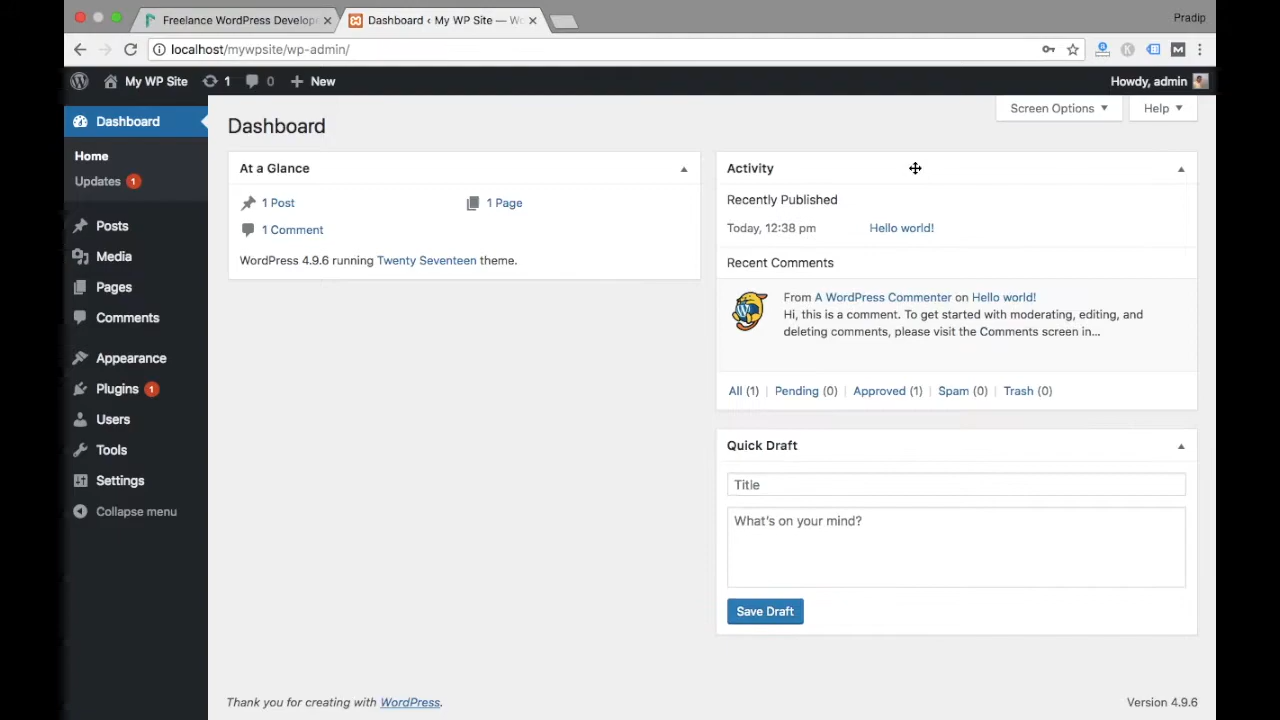 Freelance WordPress Develope
Dashboard ‹ My WP Site — Wo
Pradip
localhost/mywpsite/wp-admin/
My WP Site 1 0 New
Howdy, admin
Dashboard
Home
Updates 1
Posts
Media
Pages
Comments
Appearance
Plugins 1
Users
Tools
Settings
Collapse menu
Screen Options
Help
Dashboard
At a Glance
1 Post
1 Page
1 Comment
WordPress 4.9.6 running Twenty Seventeen theme.
Activity
Recently Published
Today, 12:38 pm Hello world!
Recent Comments
From A WordPress Commenter on Hello world!
Hi, this is a comment. To get started with moderating, editing, and
deleting comments, please visit the Comments screen in…
All (1) | Pending (0) | Approved (1) | Spam (0) | Trash (0)
Quick Draft
Title
What's on your mind?
Save Draft
Thank you for creating with WordPress.
Version 4.9.6